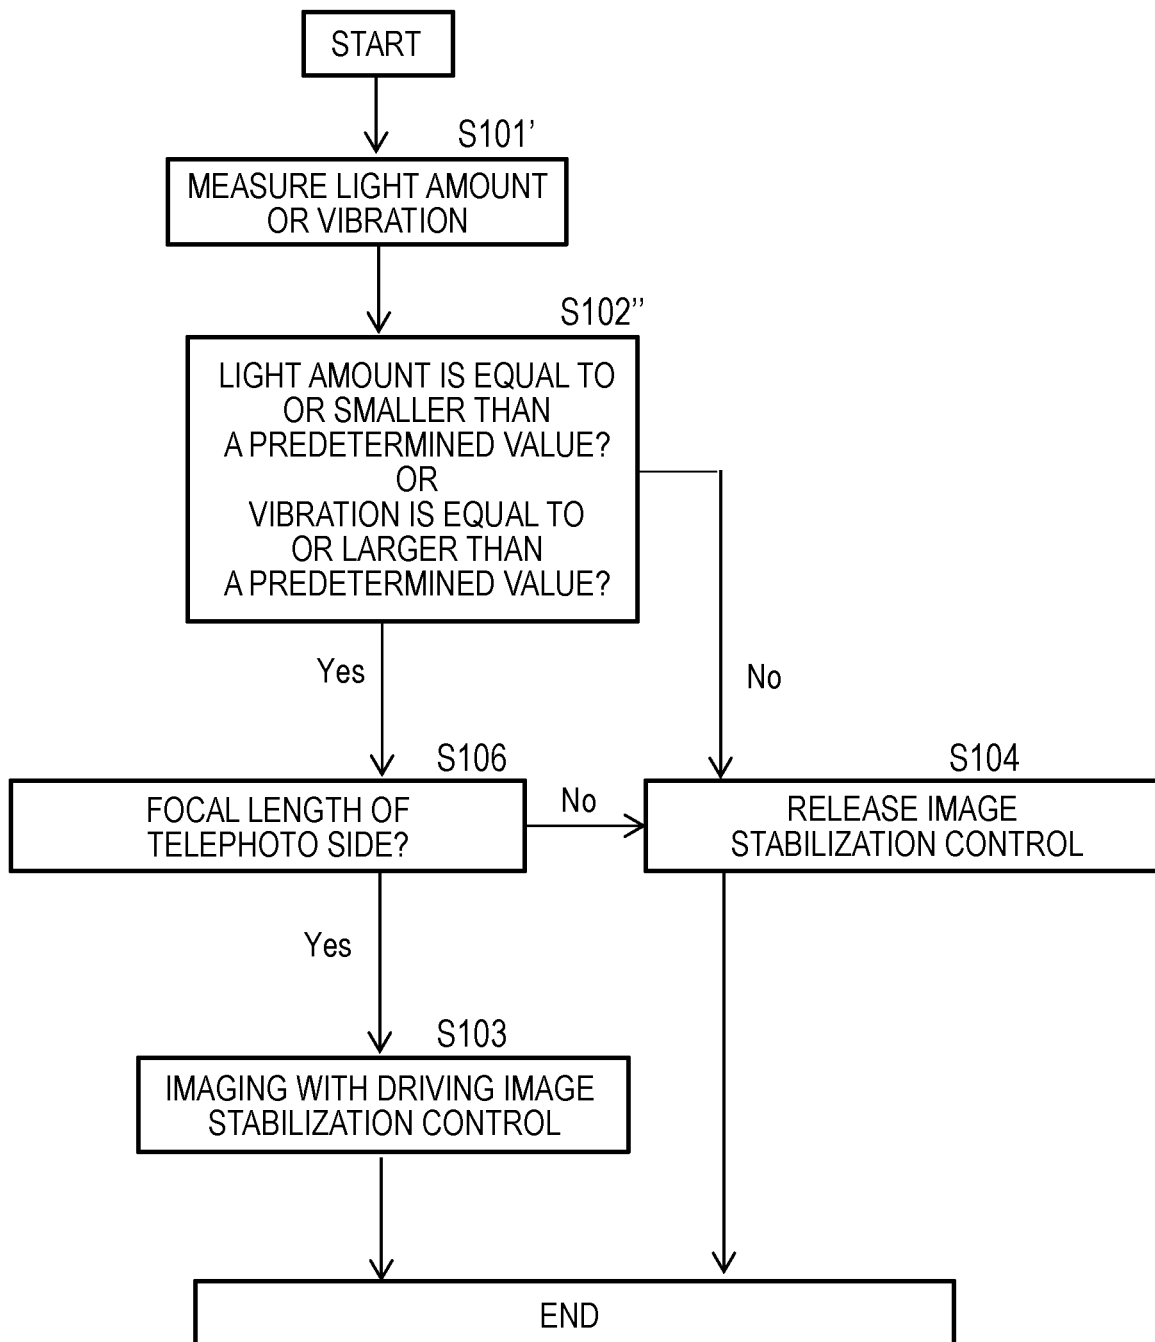 START
S101’
MEASURE LIGHT AMOUNT
OR VIBRATION
S102’’
LIGHT AMOUNT IS EQUAL TO
OR SMALLER THAN
A PREDETERMINED VALUE?
OR
VIBRATION IS EQUAL TO
OR LARGER THAN
A PREDETERMINED VALUE?
Yes
No
S106
FOCAL LENGTH OF
TELEPHOTO SIDE?
No
S104
RELEASE IMAGE
STABILIZATION CONTROL
Yes
S103
IMAGING WITH DRIVING IMAGE
STABILIZATION CONTROL
END